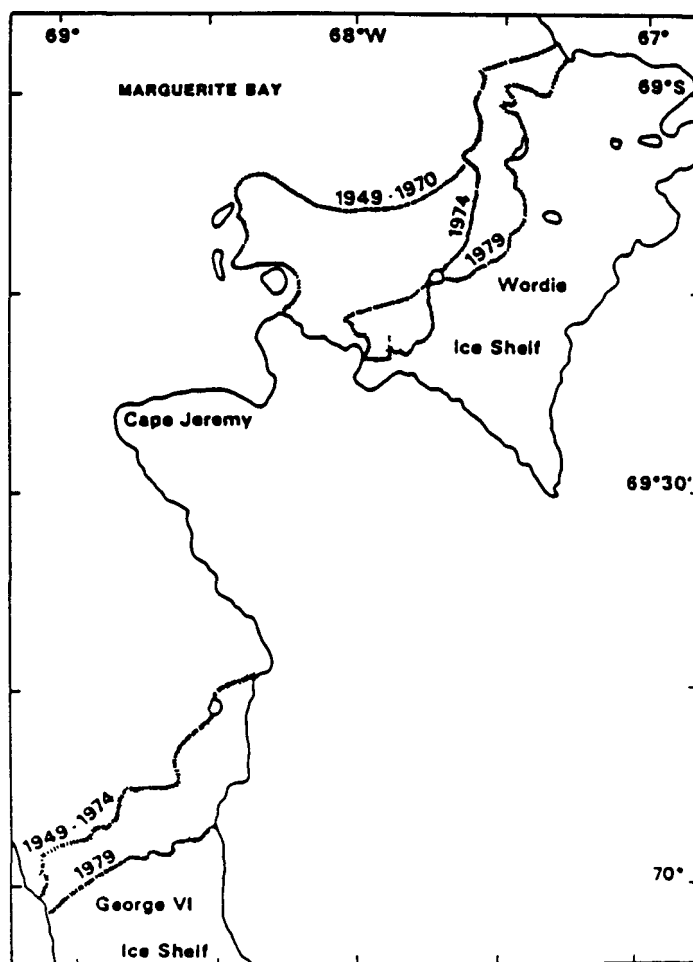 69°
68°W
67°
MARGUERITE BAY
69°S
1949 - 1970
1974
1979
Wordie
Ice Shelf
Cape Jeremy
69°30'
1949 - 1974
1979
70°
George VI
Ice Shelf